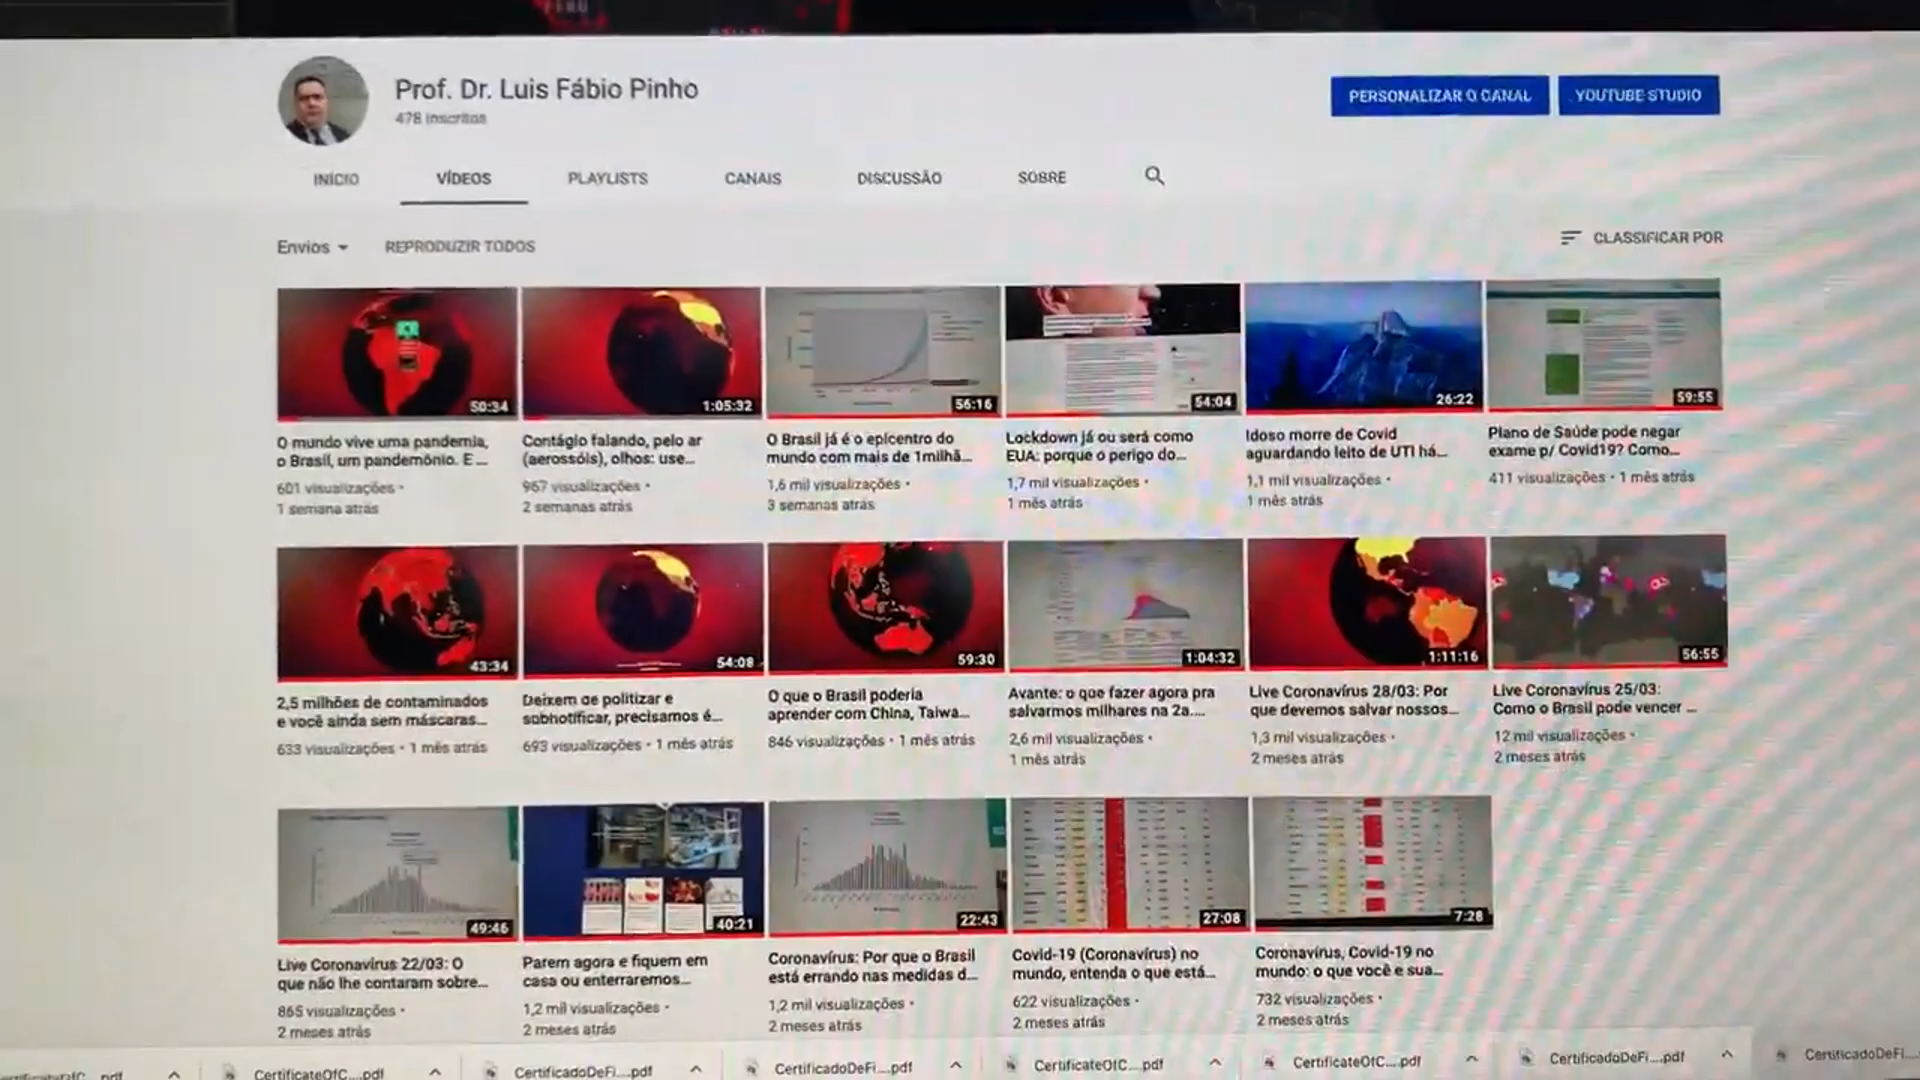 Prof. Dr. Luis Fábio Pinho
478 inscritos
PERSONALIZAR O CANAL
YOUTUBE STUDIO
INÍCIO
VÍDEOS
PLAYLISTS
CANAIS
DISCUSSÃO
SOBRE
Envios
REPRODUZIR TODOS
CLASSIFICAR POR
50:34
1:05:32
56:16
54:04
26:22
59:55
O mundo vive uma pandemia,
o Brasil, um pandemônio. E ...
601 visualizações •
1 semana atrás
Contágio falando, pelo ar
(aerossóis), olhos: use...
967 visualizações •
2 semanas atrás
O Brasil já é o epicentro do
mundo com mais de 1milhã...
1,6 mil visualizações •
3 semanas atrás
Lockdown já ou será como
EUA: porque o perigo do...
1,7 mil visualizações •
1 mês atrás
Idoso morre de Covid
aguardando leito de UTI há...
1,1 mil visualizações •
1 mês atrás
Plano de Saúde pode negar
exame p/ Covid19? Como...
411 visualizações • 1 mês atrás
43:34
54:08
59:30
1:04:32
1:11:16
56:55
2,5 milhões de contaminados
e você ainda sem máscaras...
633 visualizações • 1 mês atrás
Deixem de politizar e
subnotificar, precisamos é...
693 visualizações • 1 mês atrás
O que o Brasil poderia
aprender com China, Taiwa...
846 visualizações • 1 mês atrás
Avante: o que fazer agora pra
salvarmos milhares na 2a....
2,6 mil visualizações •
1 mês atrás
Live Coronavírus 28/03: Por
que devemos salvar nossos...
1,3 mil visualizações •
2 meses atrás
Live Coronavírus 25/03:
Como o Brasil pode vencer ...
12 mil visualizações •
2 meses atrás
49:46
40:21
22:43
27:08
7:28
Live Coronavírus 22/03: O
que não lhe contaram sobre...
865 visualizações •
2 meses atrás
Parem agora e fiquem em
casa ou enterraremos...
1,2 mil visualizações •
2 meses atrás
Coronavírus: Por que o Brasil
está errando nas medidas d...
1,2 mil visualizações •
2 meses atrás
Covid-19 (Coronavírus) no
mundo, entenda o que está...
622 visualizações •
2 meses atrás
Coronavírus, Covid-19 no
mundo: o que você e sua...
732 visualizações •
2 meses atrás
CertificateOfC....pdf
CertificadoDeFi....pdf
CertificadoDeFi....pdf
CertificateOfC....pdf
CertificateOfC....pdf
CertificadoDeFi....pdf
CertificadoDeFi...